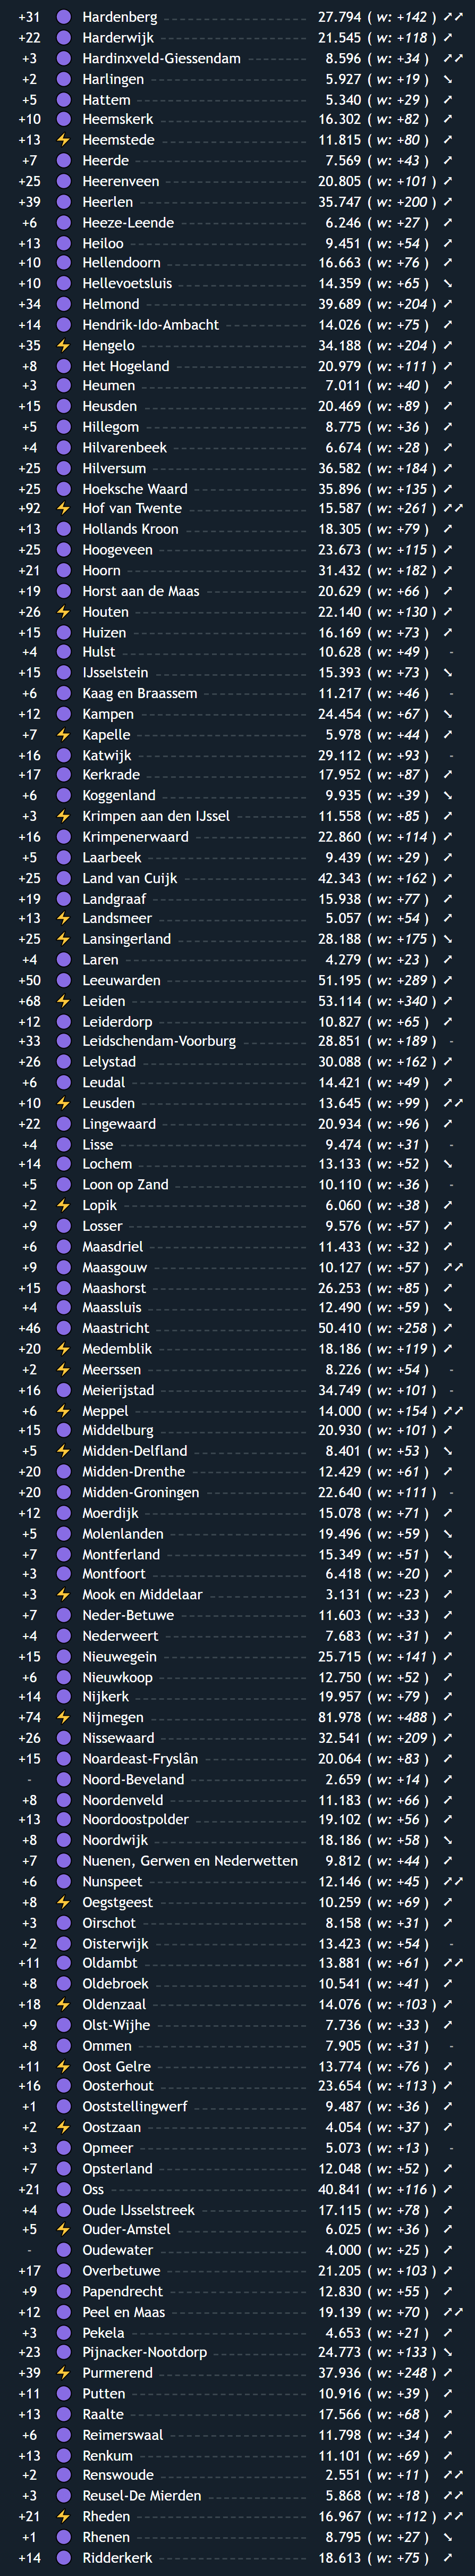 +31 Hardenberg 27.794 ( w: +142 ) ↗↗
+22 Harderwijk 21.545 ( w: +118 ) ↗
+3 Hardinxveld-Giessendam 8.596 ( w: +34 ) ↗↗
+2 Harlingen 5.927 ( w: +19 ) ↘
+5 Hattem 5.340 ( w: +29 ) ↗
+10 Heemskerk 16.302 ( w: +82 ) ↗
+13 ⚡ Heemstede 11.815 ( w: +80 ) ↗
+7 Heerde 7.569 ( w: +43 ) ↗
+25 Heerenveen 20.805 ( w: +101 ) ↗
+39 Heerlen 35.747 ( w: +200 ) ↗
+6 Heeze-Leende 6.246 ( w: +27 ) ↗
+13 Heiloo 9.451 ( w: +54 ) ↗
+10 Hellendoorn 16.663 ( w: +76 ) ↗
+10 Hellevoetsluis 14.359 ( w: +65 ) ↘
+34 Helmond 39.689 ( w: +204 ) ↗
+14 Hendrik-Ido-Ambacht 14.026 ( w: +75 ) ↗
+35 ⚡ Hengelo 34.188 ( w: +204 ) ↗
+8 Het Hogeland 20.979 ( w: +111 ) ↗
+3 Heumen 7.011 ( w: +40 ) ↗
+15 Heusden 20.469 ( w: +89 ) ↗
+5 Hillegom 8.775 ( w: +36 ) ↗
+4 Hilvarenbeek 6.674 ( w: +28 ) ↗
+25 Hilversum 36.582 ( w: +184 ) ↗
+25 Hoeksche Waard 35.896 ( w: +135 ) ↗
+92 ⚡ Hof van Twente 15.587 ( w: +261 ) ↗↗
+13 Hollands Kroon 18.305 ( w: +79 ) ↗
+25 Hoogeveen 23.673 ( w: +115 ) ↗
+21 Hoorn 31.432 ( w: +182 ) ↗
+19 Horst aan de Maas 20.629 ( w: +66 ) ↗
+26 ⚡ Houten 22.140 ( w: +130 ) ↗
+15 Huizen 16.169 ( w: +73 ) ↗
+4 Hulst 10.628 ( w: +49 ) -
+15 IJsselstein 15.393 ( w: +73 ) ↘
+6 Kaag en Braassem 11.217 ( w: +46 ) -
+12 Kampen 24.454 ( w: +67 ) ↘
+7 ⚡ Kapelle 5.978 ( w: +44 ) ↗
+16 Katwijk 29.112 ( w: +93 ) -
+17 Kerkrade 17.952 ( w: +87 ) ↗
+6 Koggenland 9.935 ( w: +39 ) ↘
+3 ⚡ Krimpen aan den IJssel 11.558 ( w: +85 ) ↗
+16 Krimpenerwaard 22.860 ( w: +114 ) ↗
+5 Laarbeek 9.439 ( w: +29 ) ↗
+25 Land van Cuijk 42.343 ( w: +162 ) ↗
+19 Landgraaf 15.938 ( w: +77 ) ↗
+13 ⚡ Landsmeer 5.057 ( w: +54 ) ↗
+25 ⚡ Lansingerland 28.188 ( w: +175 ) ↘
+4 Laren 4.279 ( w: +23 ) ↗
+50 Leeuwarden 51.195 ( w: +289 ) ↗
+68 ⚡ Leiden 53.114 ( w: +340 ) ↗
+12 Leiderdorp 10.827 ( w: +65 ) ↗
+33 Leidschendam-Voorburg 28.851 ( w: +189 ) -
+26 Lelystad 30.088 ( w: +162 ) ↗
+6 Leudal 14.421 ( w: +49 ) ↗
+10 ⚡ Leusden 13.645 ( w: +99 ) ↗↗
+22 Lingewaard 20.934 ( w: +96 ) ↗
+4 Lisse 9.474 ( w: +31 ) -
+14 Lochem 13.133 ( w: +52 ) ↘
+5 Loon op Zand 10.110 ( w: +36 ) -
+2 ⚡ Lopik 6.060 ( w: +38 ) ↗
+9 Losser 9.576 ( w: +57 ) ↗
+6 Maasdriel 11.433 ( w: +32 ) ↗
+9 Maasgouw 10.127 ( w: +57 ) ↗↗
+15 Maashorst 26.253 ( w: +85 ) ↗
+4 Maassluis 12.490 ( w: +59 ) ↘
+46 Maastricht 50.410 ( w: +258 ) ↗
+20 ⚡ Medemblik 18.186 ( w: +119 ) ↗
+2 ⚡ Meerssen 8.226 ( w: +54 ) -
+16 Meierijstad 34.749 ( w: +101 ) -
+6 ⚡ Meppel 14.000 ( w: +154 ) ↗↗
+15 Middelburg 20.930 ( w: +101 ) ↗
+5 ⚡ Midden-Delfland 8.401 ( w: +53 ) ↘
+20 Midden-Drenthe 12.429 ( w: +61 ) ↗
+20 Midden-Groningen 22.640 ( w: +111 ) -
+12 Moerdijk 15.078 ( w: +71 ) ↗
+5 Molenlanden 19.496 ( w: +59 ) ↘
+7 Montferland 15.349 ( w: +51 ) ↘
+3 Montfoort 6.418 ( w: +20 ) ↗
+3 ⚡ Mook en Middelaar 3.131 ( w: +23 ) ↗
+7 Neder-Betuwe 11.603 ( w: +33 ) ↗
+4 Nederweert 7.683 ( w: +31 ) ↗
+15 Nieuwegein 25.715 ( w: +141 ) ↗
+6 Nieuwkoop 12.750 ( w: +52 ) ↗
+14 Nijkerk 19.957 ( w: +79 ) ↗
+74 ⚡ Nijmegen 81.978 ( w: +488 ) ↗
+26 Nissewaard 32.541 ( w: +209 ) ↗
+15 Noardeast-Fryslân 20.064 ( w: +83 ) ↗
- Noord-Beveland 2.659 ( w: +14 ) ↗
+8 Noordenveld 11.183 ( w: +66 ) ↗
+13 Noordoostpolder 19.102 ( w: +56 ) ↗
+8 Noordwijk 18.186 ( w: +58 ) ↘
+7 Nuenen, Gerwen en Nederwetten 9.812 ( w: +44 ) ↗
+6 Nunspeet 12.146 ( w: +45 ) ↗↗
+8 ⚡ Oegstgeest 10.259 ( w: +69 ) ↗
+3 Oirschot 8.158 ( w: +31 ) ↗
+2 Oisterwijk 13.423 ( w: +54 ) -
+11 Oldambt 13.881 ( w: +61 ) ↗↗
+8 Oldebroek 10.541 ( w: +41 ) ↗
+18 ⚡ Oldenzaal 14.076 ( w: +103 ) ↗
+9 Olst-Wijhe 7.736 ( w: +33 ) ↗
+8 Ommen 7.905 ( w: +31 ) -
+11 ⚡ Oost Gelre 13.774 ( w: +76 ) ↗
+16 Oosterhout 23.654 ( w: +113 ) ↗
+1 Ooststellingwerf 9.487 ( w: +36 ) ↗
+2 ⚡ Oostzaan 4.054 ( w: +37 ) ↗
+3 Opmeer 5.073 ( w: +13 ) -
+7 Opsterland 12.048 ( w: +52 ) ↗
+21 Oss 40.841 ( w: +116 ) ↗
+4 Oude IJsselstreek 17.115 ( w: +78 ) ↗
+5 ⚡ Ouder-Amstel 6.025 ( w: +36 ) ↗
- Oudewater 4.000 ( w: +25 ) ↗
+17 Overbetuwe 21.205 ( w: +103 ) ↗
+9 Papendrecht 12.830 ( w: +55 ) ↗
+12 Peel en Maas 19.139 ( w: +70 ) ↗↗
+3 Pekela 4.653 ( w: +21 ) ↗
+23 Pijnacker-Nootdorp 24.773 ( w: +133 ) ↘
+39 ⚡ Purmerend 37.936 ( w: +248 ) ↗
+11 Putten 10.916 ( w: +39 ) ↗
+13 Raalte 17.566 ( w: +68 ) ↗
+6 Reimerswaal 11.798 ( w: +34 ) ↗
+13 Renkum 11.101 ( w: +69 ) ↗
+2 Renswoude 2.551 ( w: +11 ) ↗↗
+3 Reusel-De Mierden 5.868 ( w: +18 ) ↗↗
+21 ⚡ Rheden 16.967 ( w: +112 ) ↗↗
+1 Rhenen 8.795 ( w: +27 ) ↘
+14 Ridderkerk 18.613 ( w: +75 ) ↗